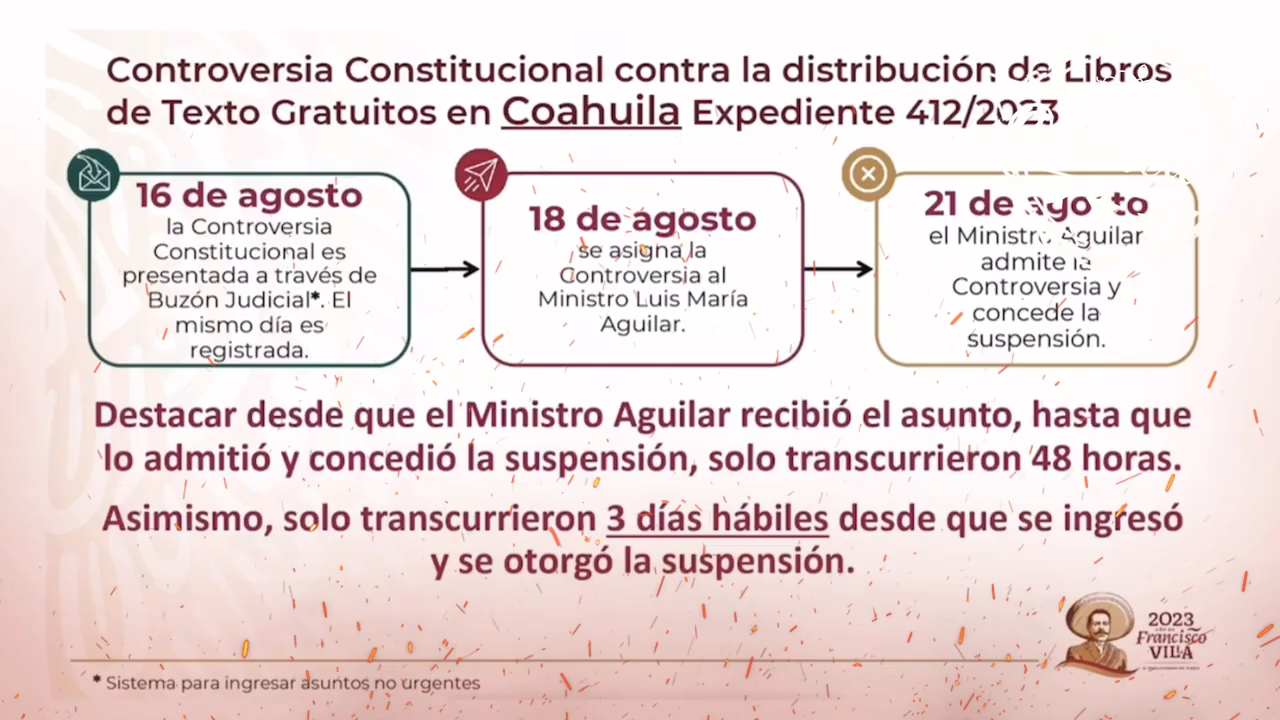 Controversia Constitucional contra la distribución de Libros
de Texto Gratuitos en Coahuila Expediente 412/2023
16 de agosto
la Controversia
Constitucional es
presentada a través de
Buzón Judicial*. El
mismo día es
registrada.
18 de agosto
se asigna la
Controversia al
Ministro Luis María
Aguilar.
21 de agosto
el Ministro Aguilar
admite la
Controversia y
concede la
suspensión.
Destacar desde que el Ministro Aguilar recibió el asunto, hasta que
lo admitió y concedió la suspensión, solo transcurrieron 48 horas.
Asimismo, solo transcurrieron 3 días hábiles desde que se ingresó
y se otorgó la suspensión.
2023
Francisco
VILLA
* Sistema para ingresar asuntos no urgentes